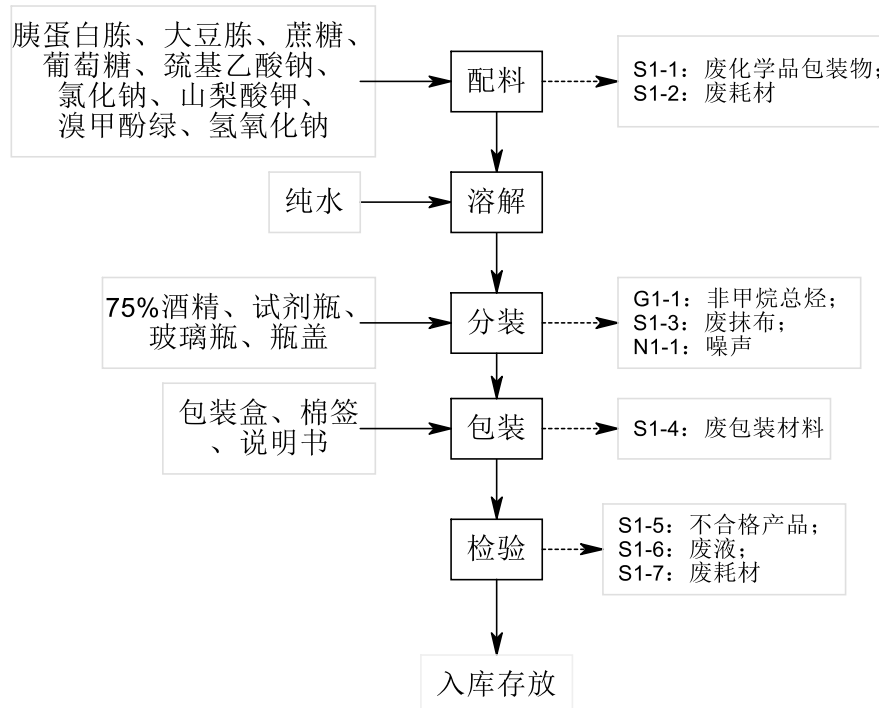 胰蛋白胨、大豆胨、蔗糖、
葡萄糖、巯基乙酸钠、
氯化钠、山梨酸钾、
溴甲酚绿、氢氧化钠
配料
S1-1：废化学品包装物；
S1-2：废耗材
纯水
溶解
75%酒精、试剂瓶、
玻璃瓶、瓶盖
分装
G1-1：非甲烷总烃；
S1-3：废抹布；
N1-1：噪声
包装盒、棉签
、说明书
包装
S1-4：废包装材料
检验
S1-5：不合格产品；
S1-6：废液；
S1-7：废耗材
入库存放